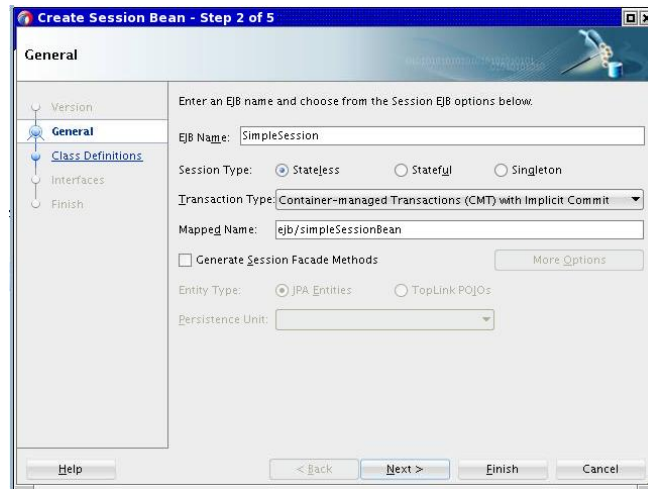 Create Session Bean - Step 2 of 5
General
Version
General
Class Definitions
Interfaces
Finish
Enter an EJB name and choose from the Session EJB options below.
EJB Name: SimpleSession
Session Type: Stateless Stateful Singleton
Transaction Type: Container-managed Transactions (CMT) with Implicit Commit
Mapped Name: ejb/simpleSessionBean
Generate Session Facade Methods More Options
Entity Type: JPA Entities TopLink POJOs
Persistence Unit:
Help < Back Next > Finish Cancel